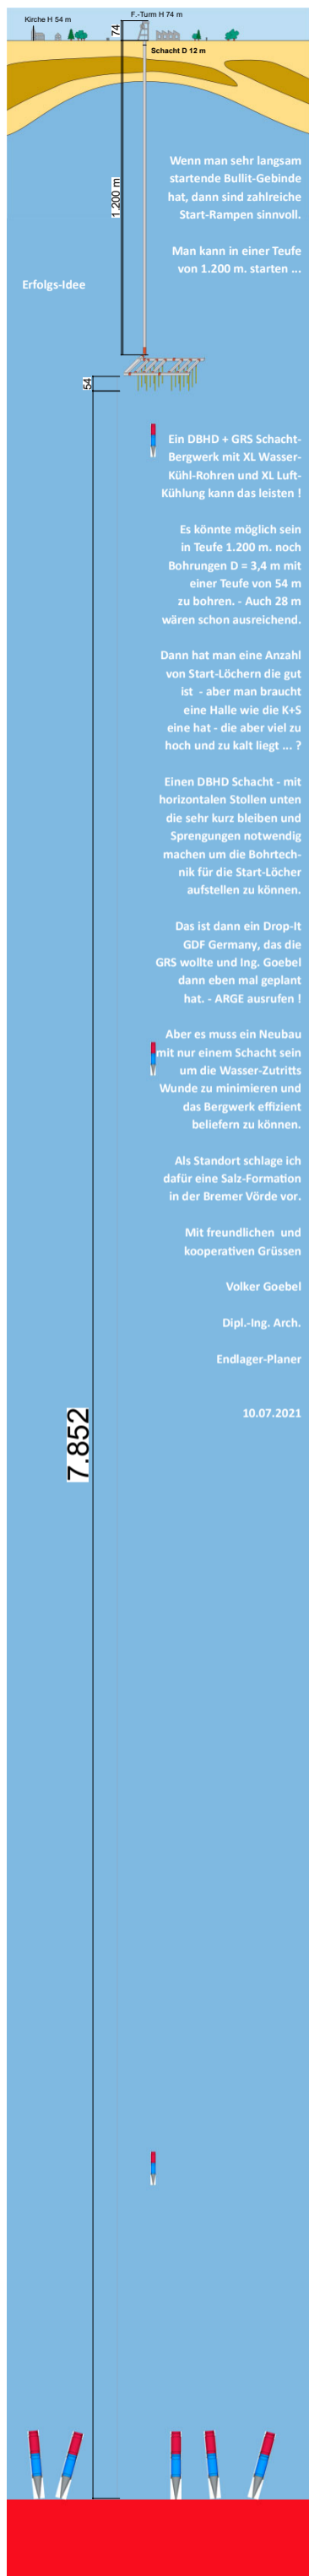 F.-Turm H 74 m
Kirche H 54 m
74
Schacht D 12 m
1.200 m
Wenn man sehr langsam
startende Bullit-Gebinde
hat, dann sind zahlreiche
Start-Rampen sinnvoll.
Man kann in einer Teufe
von 1.200 m. starten ...
Erfolgs-Idee
54
Ein DBHD + GRS Schacht-
Bergwerk mit XL Wasser-
Kühl-Rohren und XL Luft-
Kühlung kann das leisten !
Es könnte möglich sein
in Teufe 1.200 m. noch
Bohrungen D = 3,4 m mit
einer Teufe von 54 m
zu bohren. - Auch 28 m
wären schon ausreichend.
Dann hat man eine Anzahl
von Start-Löchern die gut
ist - aber man braucht
eine Halle wie die K+S
eine hat - die aber viel zu
hoch und zu kalt liegt ... ?
Einen DBHD Schacht - mit
horizontalen Stollen unten
die sehr kurz bleiben und
Sprengungen notwendig
machen um die Bohrtech-
nik für die Start-Löcher
aufstellen zu können.
Das ist dann ein Drop-It
GDF Germany, das die
GRS wollte und Ing. Goebel
dann eben mal geplant
hat. - ARGE ausrufen !
Aber es muss ein Neubau
mit nur einem Schacht sein
um die Wasser-Zutritts
Wunde zu minimieren und
das Bergwerk effizient
beliefern zu können.
Als Standort schlage ich
dafür eine Salz-Formation
in der Bremer Vörde vor.
Mit freundlichen und
kooperativen Grüssen
Volker Goebel
Dipl.-Ing. Arch.
Endlager-Planer
10.07.2021
7.852